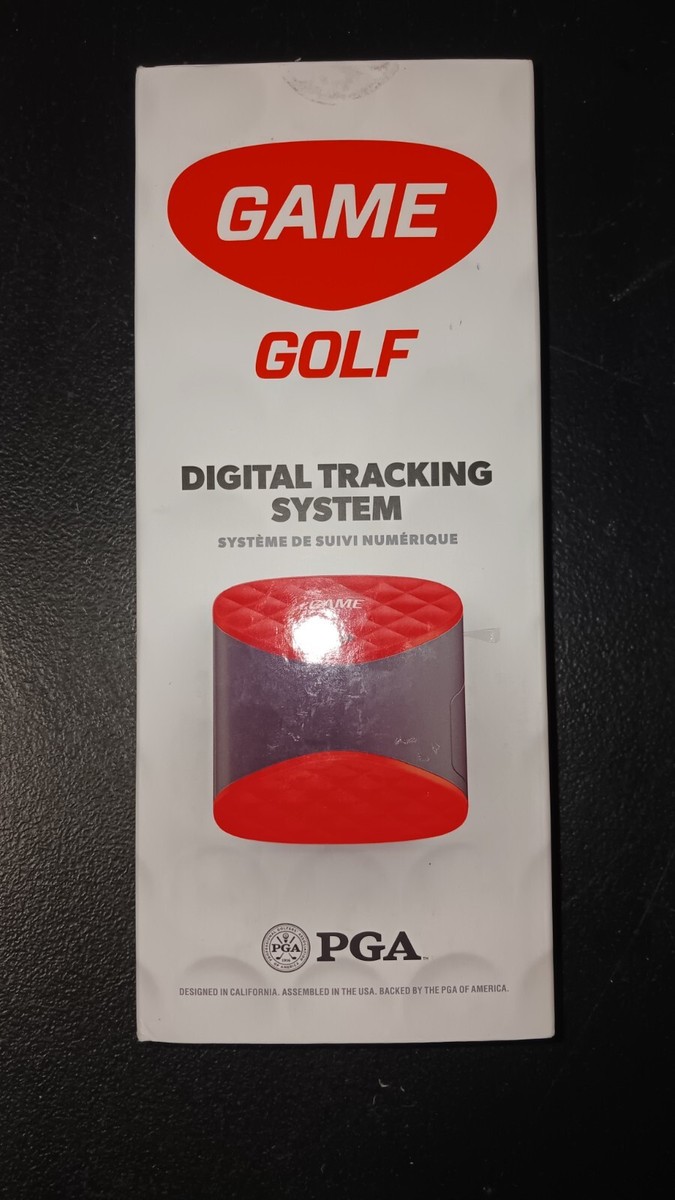 GAME
GOLF
DIGITAL TRACKING
SYSTEM
SYSTÈME DE SUIVI NUMÉRIQUE
GAME
PGA
PGA
DESIGNED IN CALIFORNIA. ASSEMBLED IN THE USA. BACKED BY THE PGA OF AMERICA.